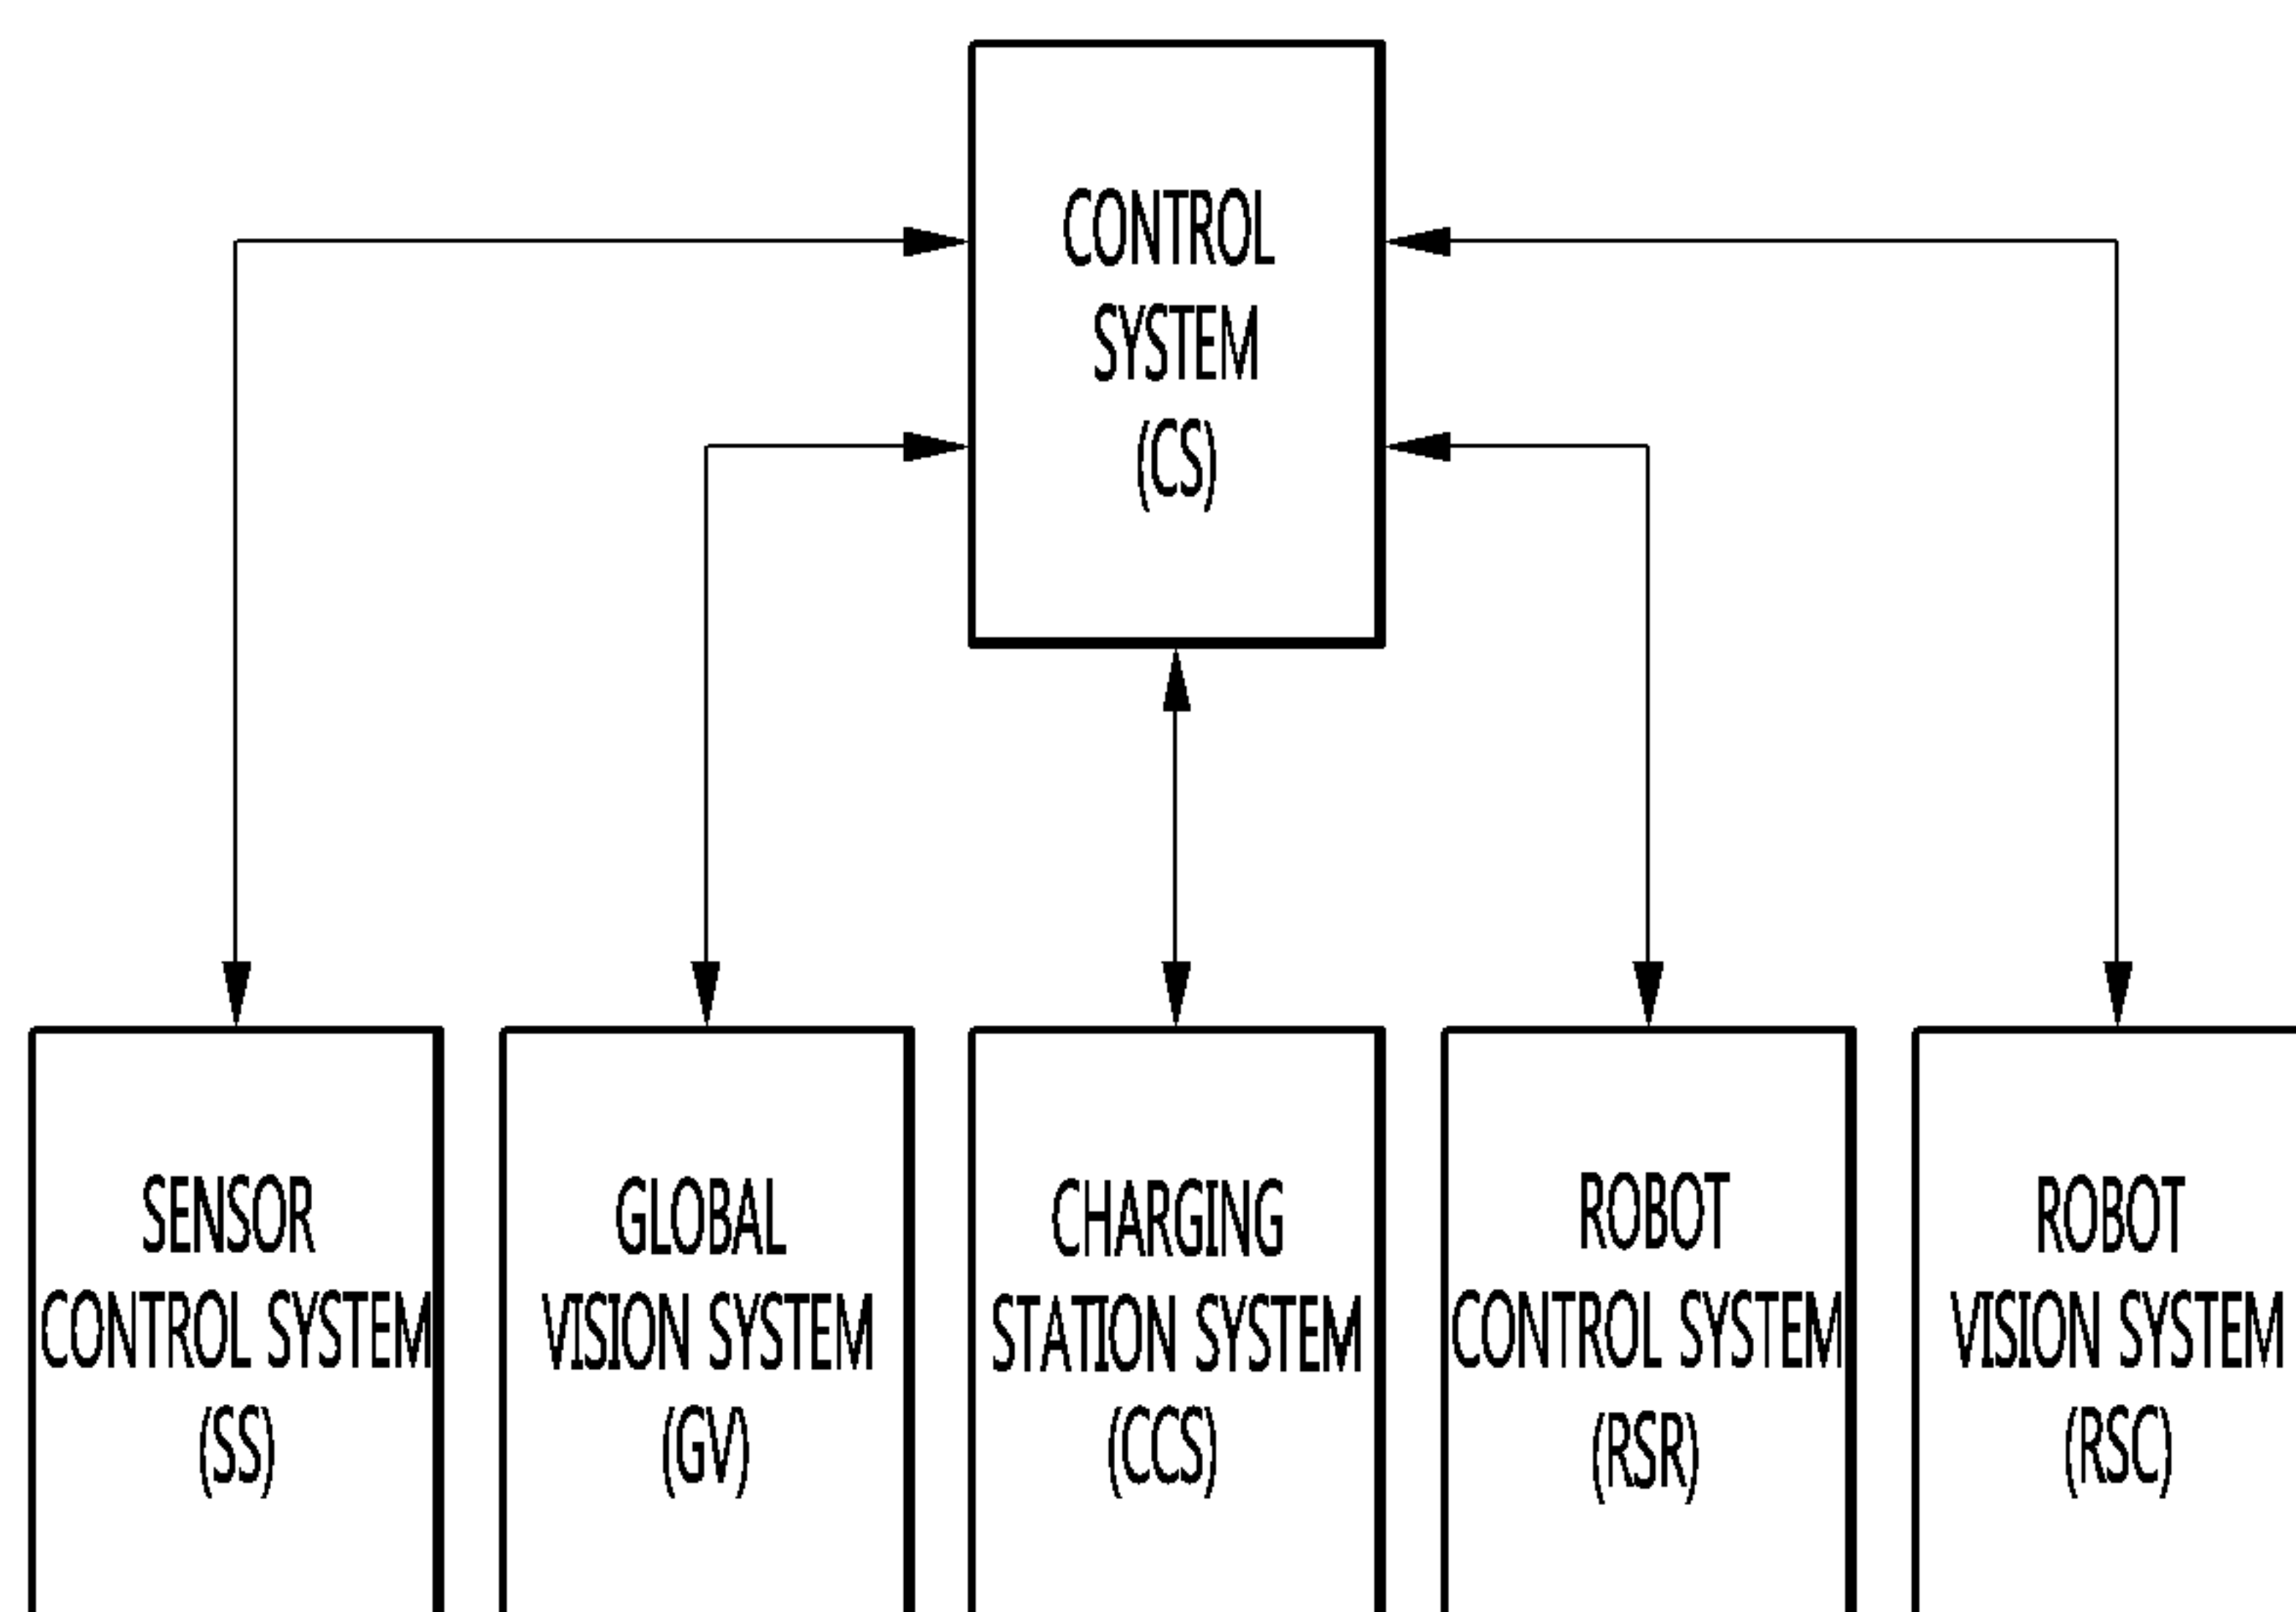 CONTROL
SYSTEM
(CS)
SENSOR
CONTROL SYSTEM
(SS)
GLOBAL
VISION SYSTEM
(GV)
CHARGING
STATION SYSTEM
(CCS)
ROBOT
CONTROL SYSTEM
(RSR)
ROBOT
VISION SYSTEM
(RSC)